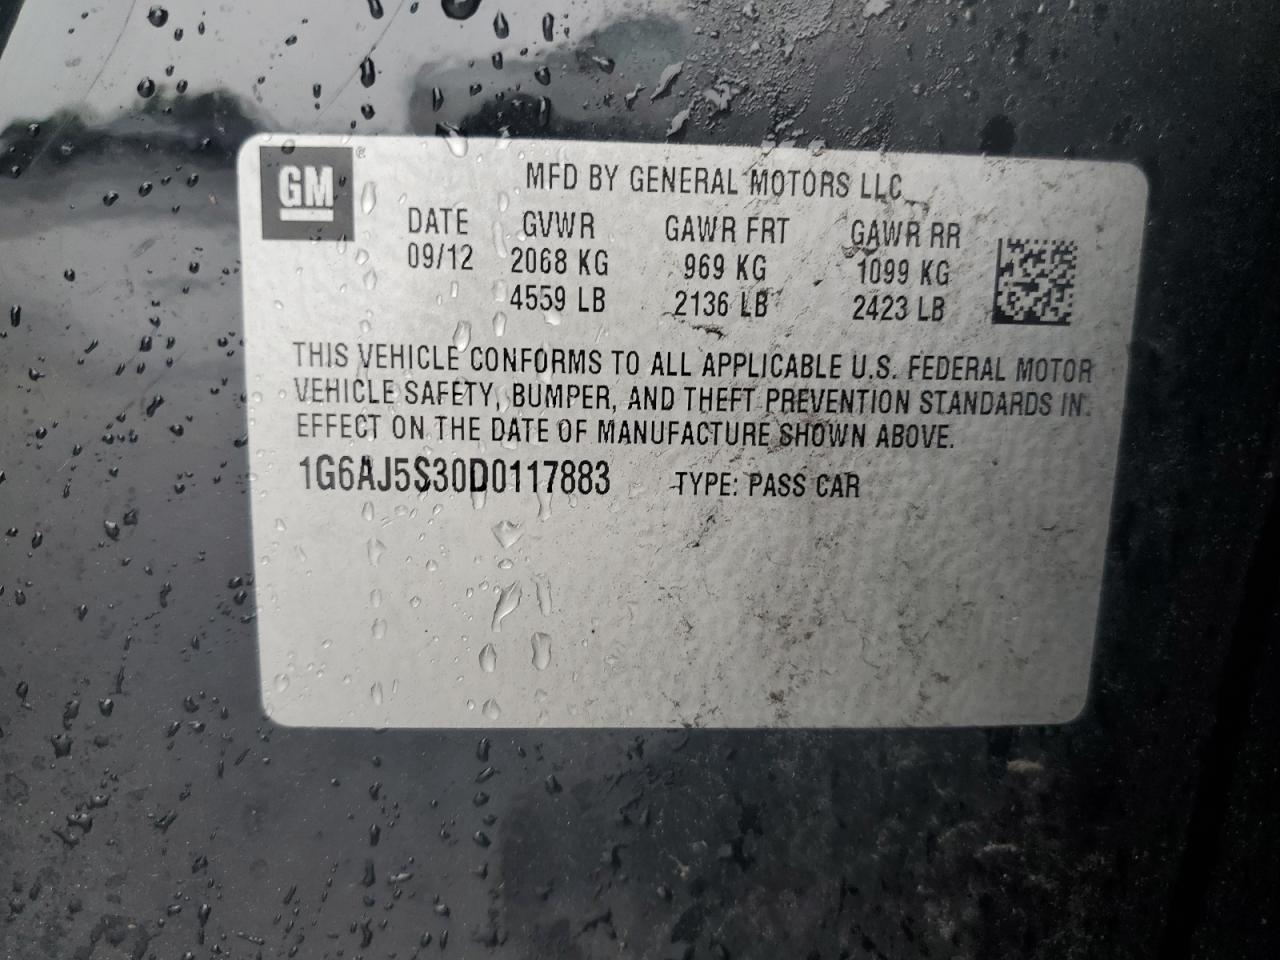 GM®
MFD BY GENERAL MOTORS LLC
DATE GVWR GAWR FRT GAWR RR
09/12 2068 KG 969 KG 1099 KG
4559 LB 2136 LB 2423 LB
THIS VEHICLE CONFORMS TO ALL APPLICABLE U.S. FEDERAL MOTOR
VEHICLE SAFETY, BUMPER, AND THEFT PREVENTION STANDARDS IN
EFFECT ON THE DATE OF MANUFACTURE SHOWN ABOVE.
1G6AJ5S30D0117883 TYPE: PASS CAR